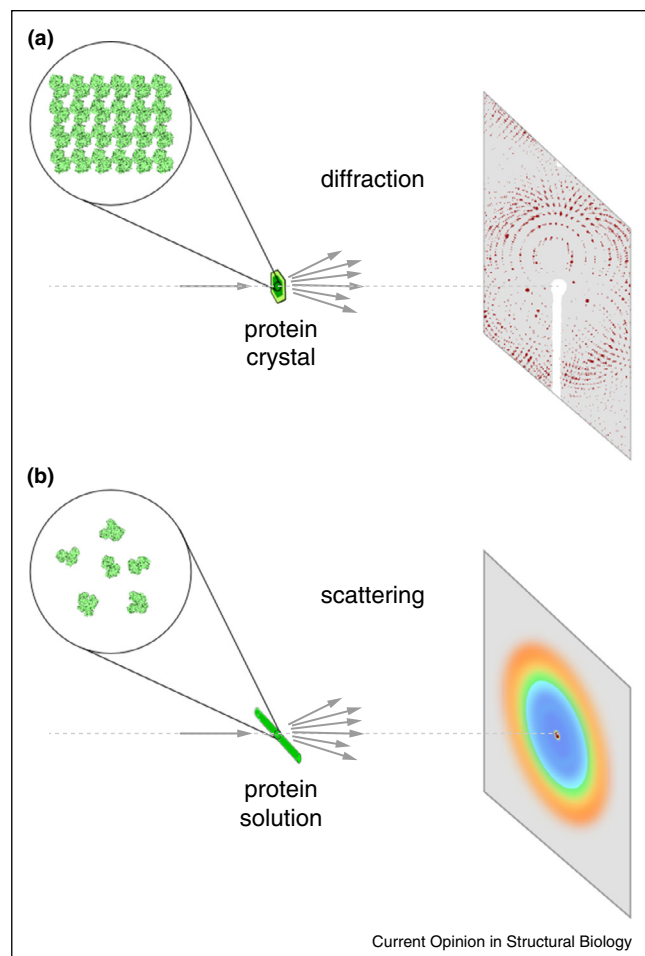 (a)
diffraction
protein
crystal
(b)
scattering
protein
solution
Current Opinion in Structural Biology